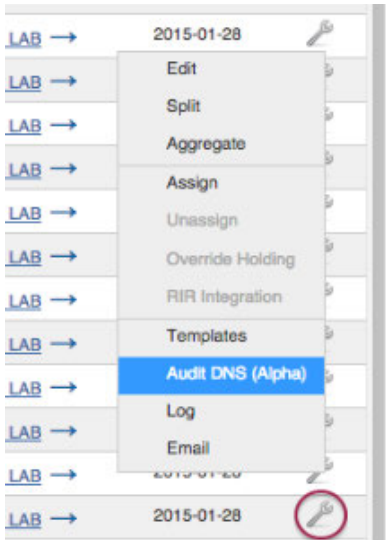 LAB → 2015-01-28
LAB →
Edit
Split
LAB →
Aggregate
LAB →
Assign
LAB →
Unassign
LAB →
Override Holding
LAB →
RIR Integration
LAB →
Templates
LAB →
Audit DNS (Alpha)
LAB →
Log
LAB →
Email
LAB →
LAB → 2015-01-28